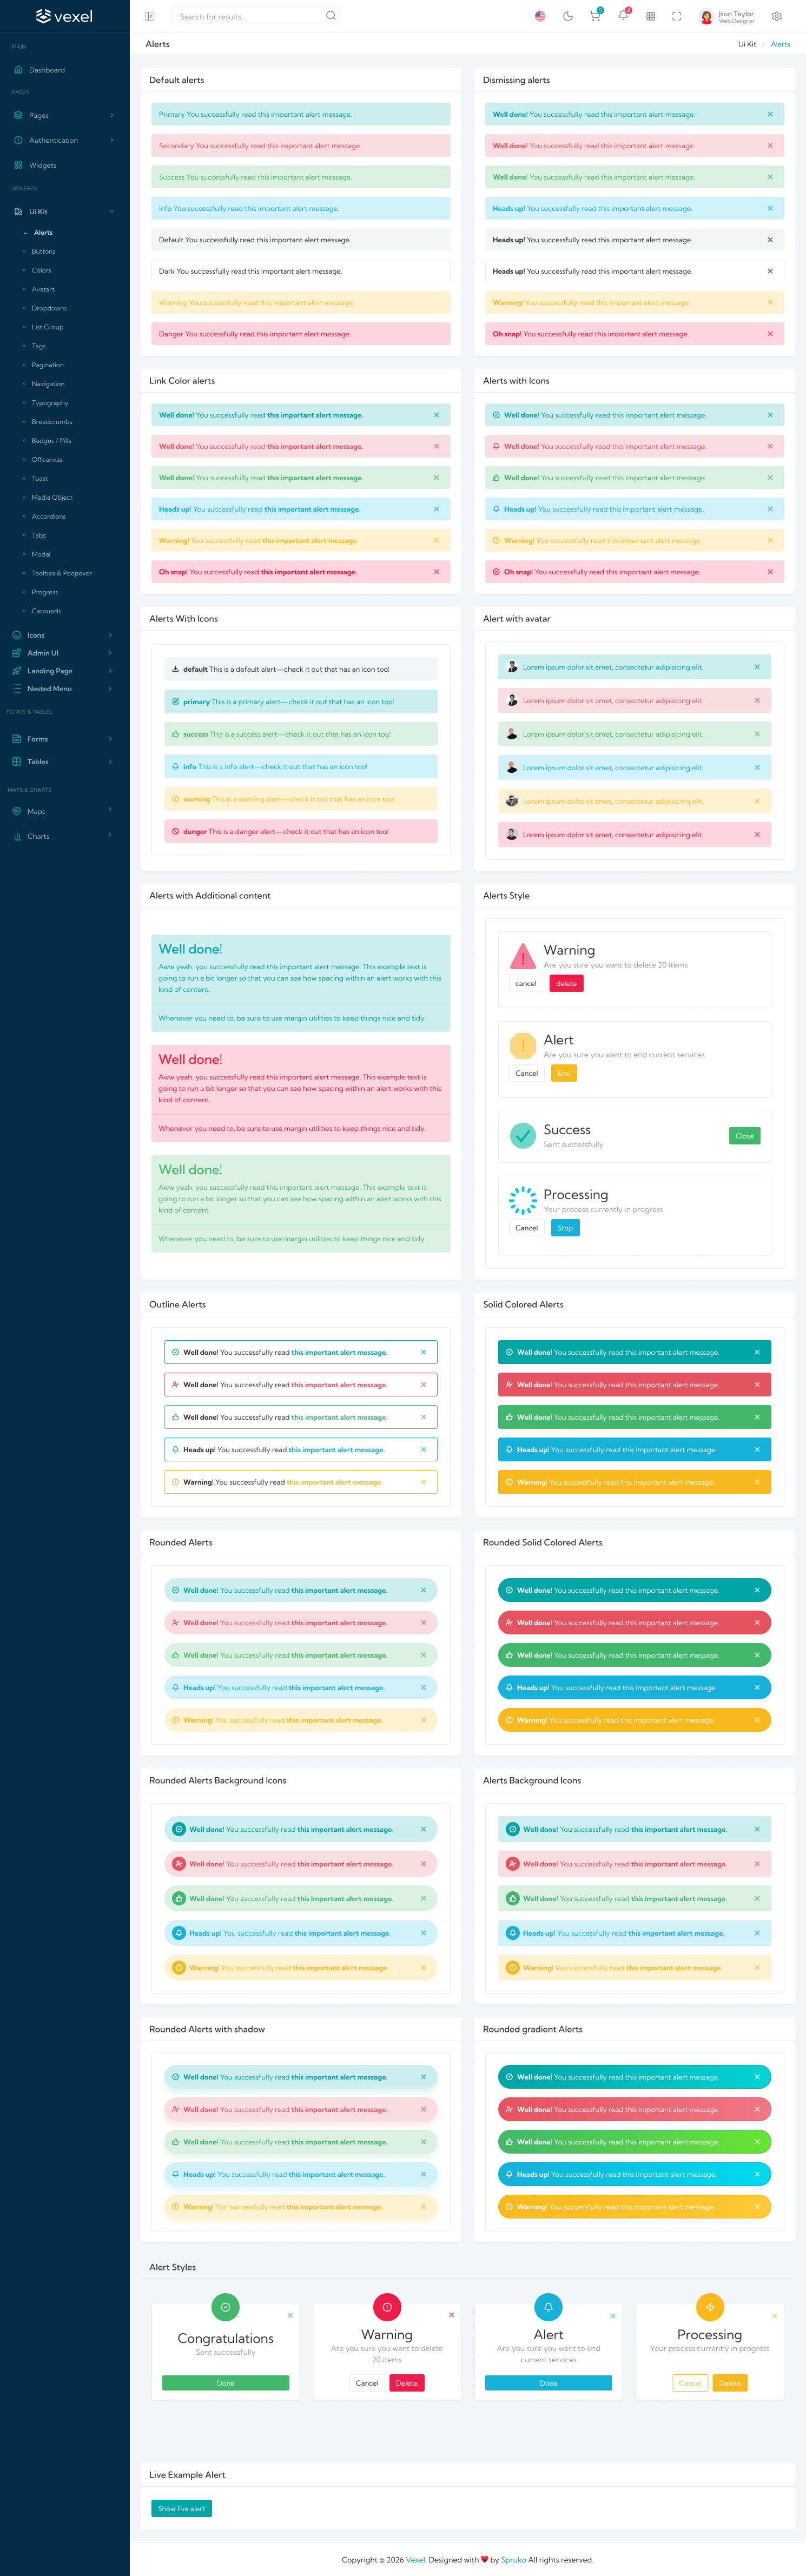 vexel
Search for results...
5
4
Json Taylor
Web Designer
MAIN
Dashboard
PAGES
Pages
Authentication
Widgets
GENERAL
Ui Kit
Alerts
Buttons
Colors
Avatars
Dropdowns
List Group
Tags
Pagination
Navigation
Typography
Breadcrumbs
Badges / Pills
Offcanvas
Toast
Media Object
Accordions
Tabs
Modal
Tooltips & Poopover
Progress
Carousels
Icons
Admin UI
Landing Page
Nested Menu
FORMS & TABLES
Forms
Tables
MAPS & CHARTS
Maps
Charts
Alerts
Ui Kit / Alerts
Default alerts
Primary You successfully read this important alert message.
Secondary You successfully read this important alert message.
Success You successfully read this important alert message.
Info You successfully read this important alert message.
Default You successfully read this important alert message.
Dark You successfully read this important alert message.
Warning You successfully read this important alert message.
Danger You successfully read this important alert message.
Dismissing alerts
Well done! You successfully read this important alert message. ×
Well done! You successfully read this important alert message. ×
Well done! You successfully read this important alert message. ×
Heads up! You successfully read this important alert message. ×
Heads up! You successfully read this important alert message. ×
Heads up! You successfully read this important alert message. ×
Warning! You successfully read this important alert message. ×
Oh snap! You successfully read this important alert message. ×
Link Color alerts
Well done! You successfully read this important alert message. ×
Well done! You successfully read this important alert message. ×
Well done! You successfully read this important alert message. ×
Heads up! You successfully read this important alert message. ×
Warning! You successfully read this important alert message. ×
Oh snap! You successfully read this important alert message. ×
Alerts with Icons
Well done! You successfully read this important alert message. ×
Well done! You successfully read this important alert message. ×
Well done! You successfully read this important alert message. ×
Heads up! You successfully read this important alert message. ×
Warning! You successfully read this important alert message. ×
Oh snap! You successfully read this important alert message. ×
Alerts With Icons
default This is a default alert—check it out that has an icon too!
primary This is a primary alert—check it out that has an icon too!
success This is a success alert—check it out that has an icon too!
info This is a info alert—check it out that has an icon too!
warning This is a warning alert—check it out that has an icon too!
danger This is a danger alert—check it out that has an icon too!
Alert with avatar
Lorem ipsum dolor sit amet, consectetur adipisicing elit. ×
Lorem ipsum dolor sit amet, consectetur adipisicing elit. ×
Lorem ipsum dolor sit amet, consectetur adipisicing elit. ×
Lorem ipsum dolor sit amet, consectetur adipisicing elit. ×
Lorem ipsum dolor sit amet, consectetur adipisicing elit. ×
Lorem ipsum dolor sit amet, consectetur adipisicing elit. ×
Alerts with Additional content
Well done!
Aww yeah, you successfully read this important alert message. This example text is
going to run a bit longer so that you can see how spacing within an alert works with this
kind of content.
Whenever you need to, be sure to use margin utilities to keep things nice and tidy.
Well done!
Aww yeah, you successfully read this important alert message. This example text is
going to run a bit longer so that you can see how spacing within an alert works with this
kind of content.
Whenever you need to, be sure to use margin utilities to keep things nice and tidy.
Well done!
Aww yeah, you successfully read this important alert message. This example text is
going to run a bit longer so that you can see how spacing within an alert works with this
kind of content.
Whenever you need to, be sure to use margin utilities to keep things nice and tidy.
Alerts Style
Warning
Are you sure you want to delete 20 items
cancel delete
Alert
Are you sure you want to end current services
Cancel End
Success
Sent successfully
Close
Processing
Your process currently in progress
Cancel Stop
Outline Alerts
Well done! You successfully read this important alert message. ×
Well done! You successfully read this important alert message. ×
Well done! You successfully read this important alert message. ×
Heads up! You successfully read this important alert message. ×
Warning! You successfully read this important alert message. ×
Solid Colored Alerts
Well done! You successfully read this important alert message. ×
Well done! You successfully read this important alert message. ×
Well done! You successfully read this important alert message. ×
Heads up! You successfully read this important alert message. ×
Warning! You successfully read this important alert message. ×
Rounded Alerts
Well done! You successfully read this important alert message. ×
Well done! You successfully read this important alert message. ×
Well done! You successfully read this important alert message. ×
Heads up! You successfully read this important alert message. ×
Warning! You successfully read this important alert message. ×
Rounded Solid Colored Alerts
Well done! You successfully read this important alert message. ×
Well done! You successfully read this important alert message. ×
Well done! You successfully read this important alert message. ×
Heads up! You successfully read this important alert message. ×
Warning! You successfully read this important alert message. ×
Rounded Alerts Background Icons
Well done! You successfully read this important alert message. ×
Well done! You successfully read this important alert message. ×
Well done! You successfully read this important alert message. ×
Heads up! You successfully read this important alert message. ×
Warning! You successfully read this important alert message. ×
Alerts Background Icons
Well done! You successfully read this important alert message. ×
Well done! You successfully read this important alert message. ×
Well done! You successfully read this important alert message. ×
Heads up! You successfully read this important alert message. ×
Warning! You successfully read this important alert message. ×
Rounded Alerts with shadow
Well done! You successfully read this important alert message. ×
Well done! You successfully read this important alert message. ×
Well done! You successfully read this important alert message. ×
Heads up! You successfully read this important alert message. ×
Warning! You successfully read this important alert message. ×
Rounded gradient Alerts
Well done! You successfully read this important alert message. ×
Well done! You successfully read this important alert message. ×
Well done! You successfully read this important alert message. ×
Heads up! You successfully read this important alert message. ×
Warning! You successfully read this important alert message. ×
Alert Styles
×
Congratulations
Sent successfully
Done
×
Warning
Are you sure you want to delete
20 items
Cancel Delete
×
Alert
Are you sure you want to end
current services
Done
×
Processing
Your process currently in progress
Cancel Delete
Live Example Alert
Show live alert
Copyright © 2026 Vexel. Designed with ❤ by Spruko All rights reserved.